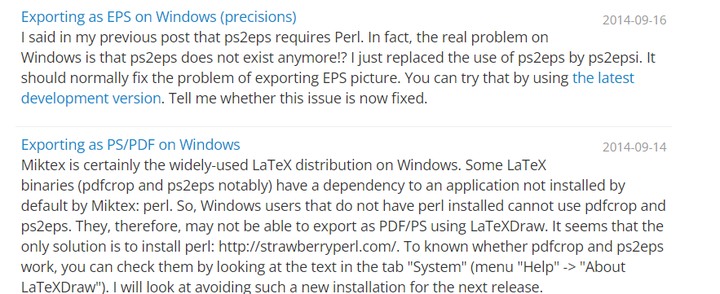 Exporting as EPS on Windows (precisions)
2014-09-16
I said in my previous post that ps2eps requires Perl. In fact, the real problem on
Windows is that ps2eps does not exist anymore!? I just replaced the use of ps2eps by ps2epsi. It
should normally fix the problem of exporting EPS picture. You can try that by using the latest
development version. Tell me whether this issue is now fixed.
Exporting as PS/PDF on Windows
2014-09-14
Miktex is certainly the widely-used LaTeX distribution on Windows. Some LaTeX
binaries (pdfcrop and ps2eps notably) have a dependency to an application not installed by
default by Miktex: perl. So, Windows users that do not have perl installed cannot use pdfcrop and
ps2eps. They, therefore, may not be able to export as PDF/PS using LaTeXDraw. It seems that the
only solution is to install perl: http://strawberryperl.com/. To known whether pdfcrop and ps2eps
work, you can check them by looking at the text in the tab "System" (menu "Help" -> "About
LaTeXDraw"). I will look at avoiding such a new installation for the next release.